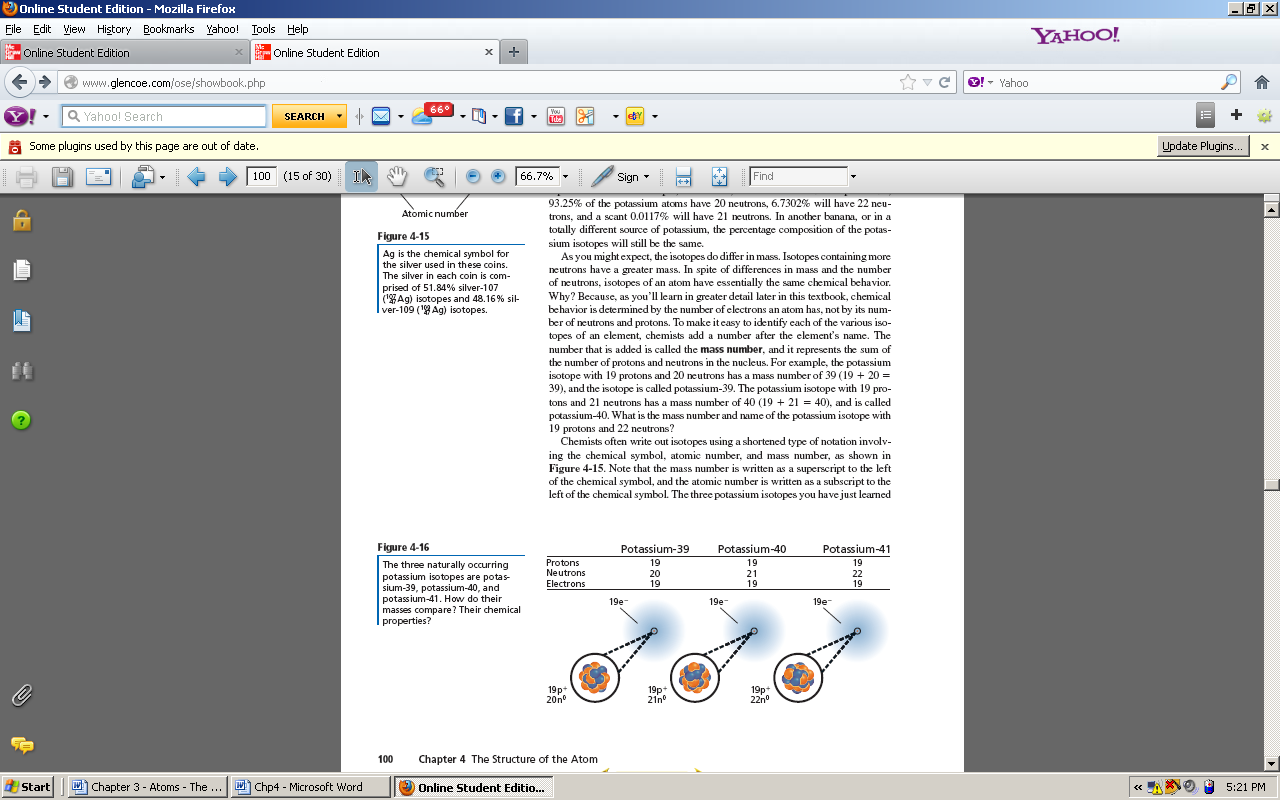 Online Student Edition - Mozilla Firefox
File Edit View History Bookmarks Yahoo! Tools Help
YAHOO!
Online Student Edition
Online Student Edition
www.glencoe.com/ose/showbook.php
Yahoo
Yahoo! Search
SEARCH
66°
Some plugins used by this page are out of date.
Update Plugins...
100 (15 of 30)
66.7%
Sign
Find
Atomic number
Figure 4-15
Ag is the chemical symbol for
the silver used in these coins.
The silver in each coin is com-
prised of 51.84% silver-107
(¹⁰⁷₄₇Ag) isotopes and 48.16% sil-
ver-109 (¹⁰⁹₄₇Ag) isotopes.
93.25% of the potassium atoms have 20 neutrons, 6.7302% will have 22 neu-
trons, and a scant 0.0117% will have 21 neutrons. In another banana, or in a
totally different source of potassium, the percentage composition of the potas-
sium isotopes will still be the same.
As you might expect, the isotopes do differ in mass. Isotopes containing more
neutrons have a greater mass. In spite of differences in mass and the number
of neutrons, isotopes of an atom have essentially the same chemical behavior.
Why? Because, as you'll learn in greater detail later in this textbook, chemical
behavior is determined by the number of electrons an atom has, not by its num-
ber of neutrons and protons. To make it easy to identify each of the various iso-
topes of an element, chemists add a number after the element's name. The
number that is added is called the mass number, and it represents the sum of
the number of protons and neutrons in the nucleus. For example, the potassium
isotope with 19 protons and 20 neutrons has a mass number of 39 (19 + 20 =
39), and the isotope is called potassium-39. The potassium isotope with 19 pro-
tons and 21 neutrons has a mass number of 40 (19 + 21 = 40), and is called
potassium-40. What is the mass number and name of the potassium isotope with
19 protons and 22 neutrons?
Chemists often write out isotopes using a shortened type of notation involv-
ing the chemical symbol, atomic number, and mass number, as shown in
Figure 4-15. Note that the mass number is written as a superscript to the left
of the chemical symbol, and the atomic number is written as a subscript to the
left of the chemical symbol. The three potassium isotopes you have just learned
Figure 4-16
The three naturally occurring
potassium isotopes are potas-
sium-39, potassium-40, and
potassium-41. How do their
masses compare? Their chemical
properties?
Potassium-39 Potassium-40 Potassium-41
Protons 19 19 19
Neutrons 20 21 22
Electrons 19 19 19
19e⁻ 19e⁻ 19e⁻
19p⁺ 19p⁺ 19p⁺
20n⁰ 21n⁰ 22n⁰
100 Chapter 4 The Structure of the Atom
Start
Chapter 3 - Atoms - The ...
Chp4 - Microsoft Word
Online Student Editio...
5:21 PM